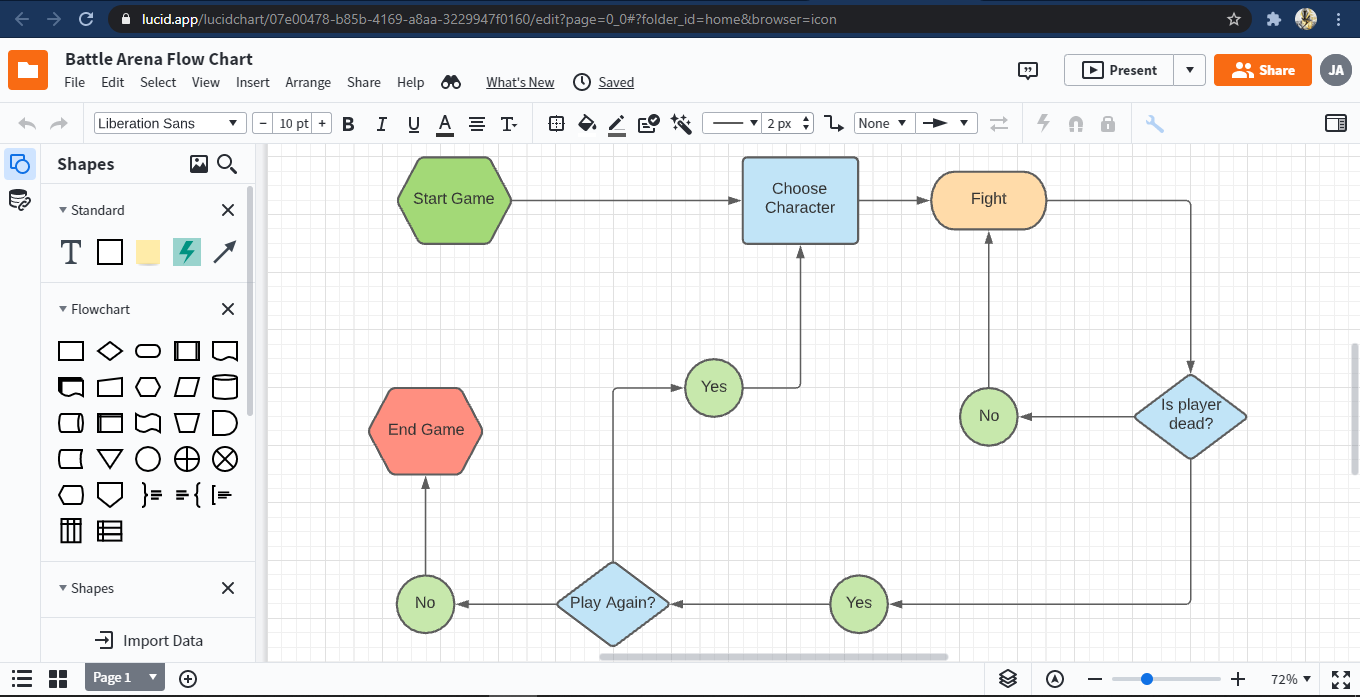 lucid.app/lucidchart/07e00478-b85b-4169-a8aa-3229947f0160/edit?page=0_0#?folder_id=home&browser=icon
Battle Arena Flow Chart
File Edit Select View Insert Arrange Share Help What's New Saved
Present Share JA
Liberation Sans − 10 pt + B I U A T 2 px None
Shapes
Standard
T
Flowchart
Shapes
Import Data
Start Game
Choose
Character
Fight
Yes
No
Is player
dead?
End Game
No
Play Again?
Yes
Page 1
72%